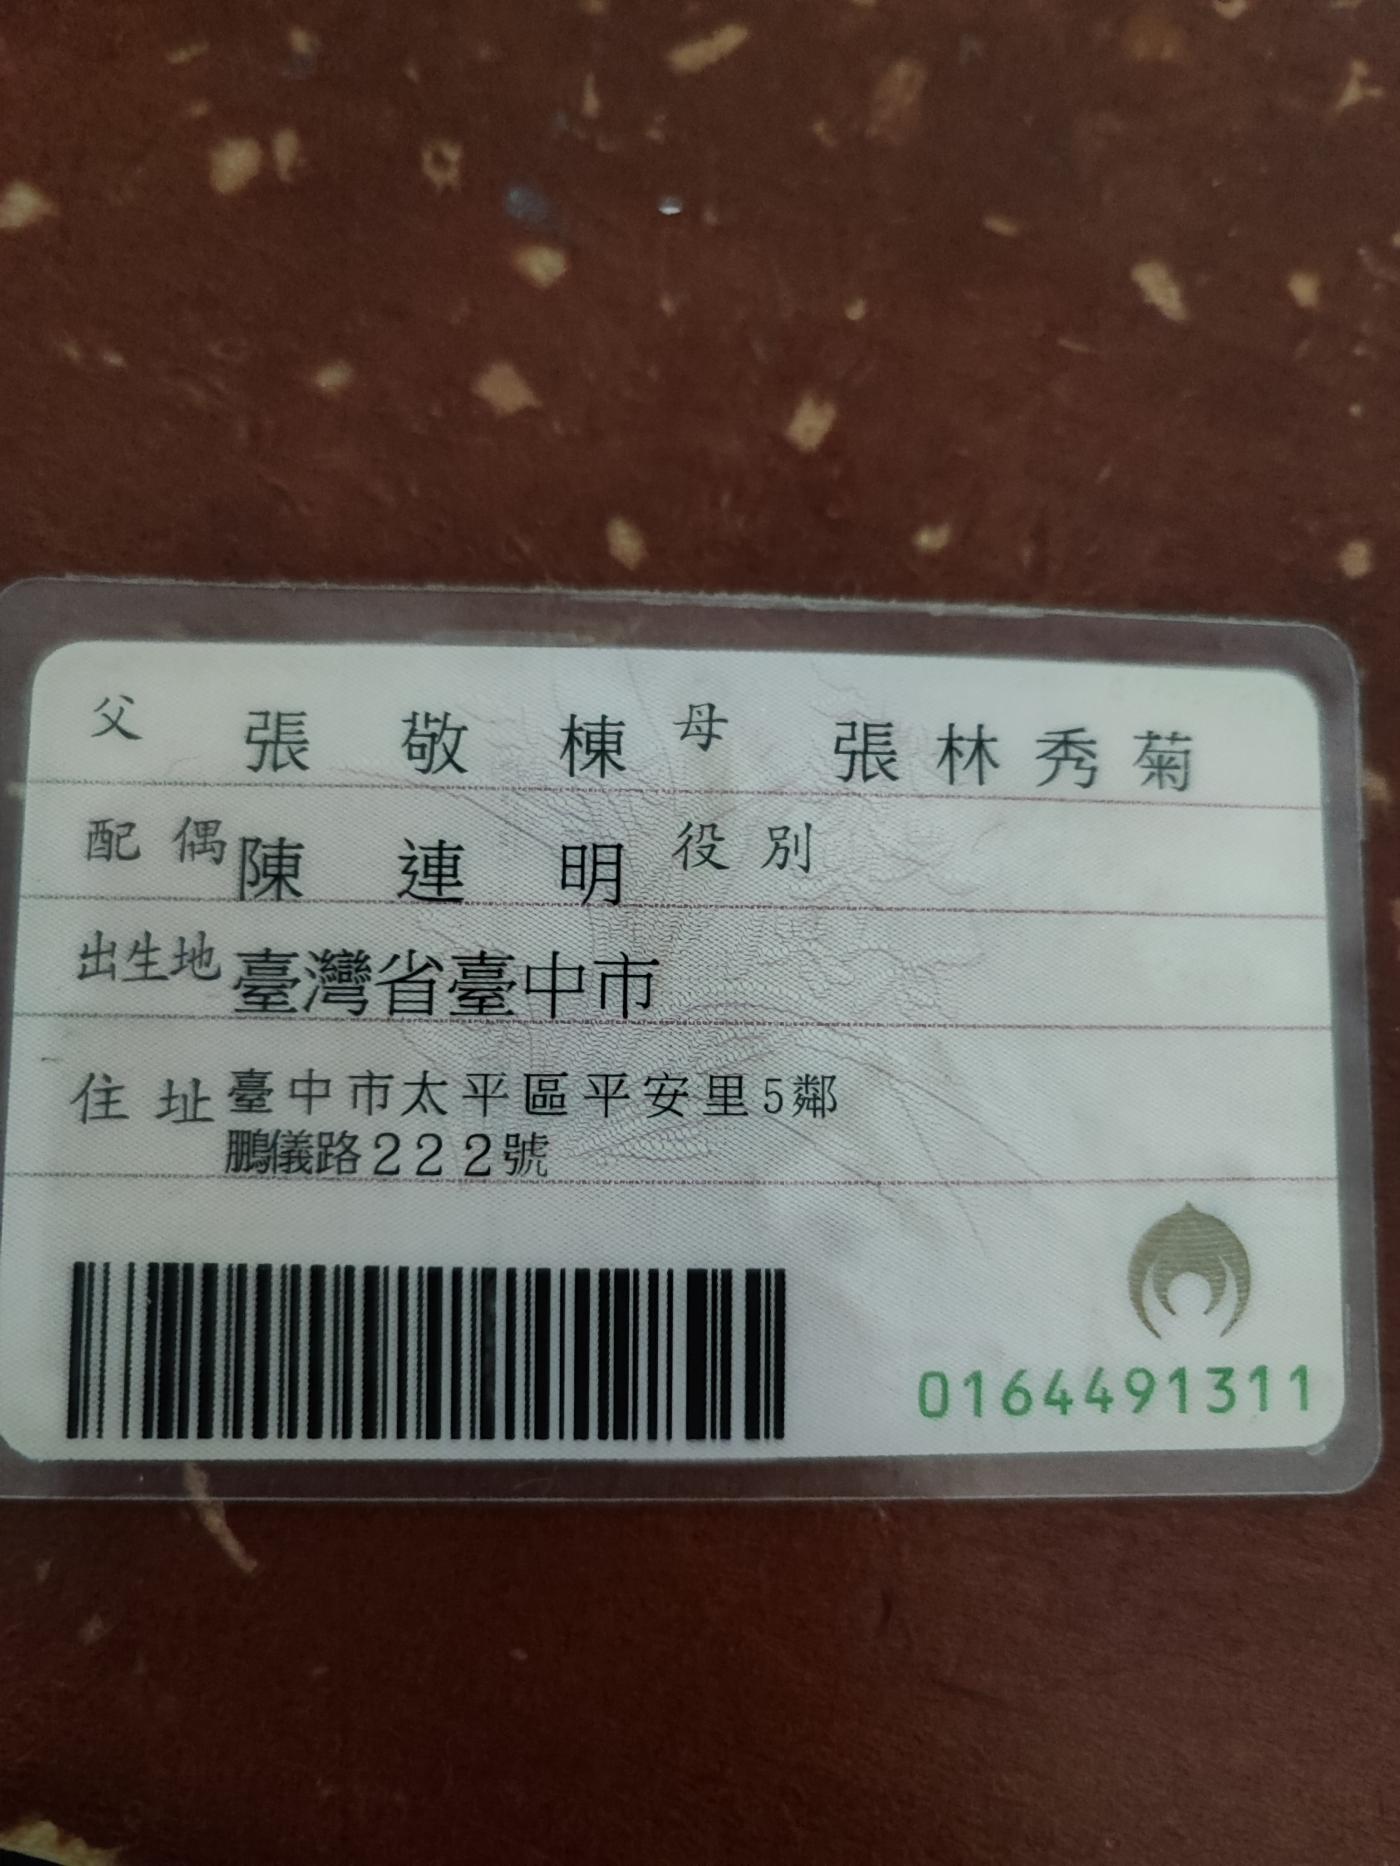 父 張敬棟 母 張林秀菊
配偶 陳連明 役別
出生地 臺灣省臺中市
住址 臺中市太平區平安里5鄰
鵬儀路222號
0164491311